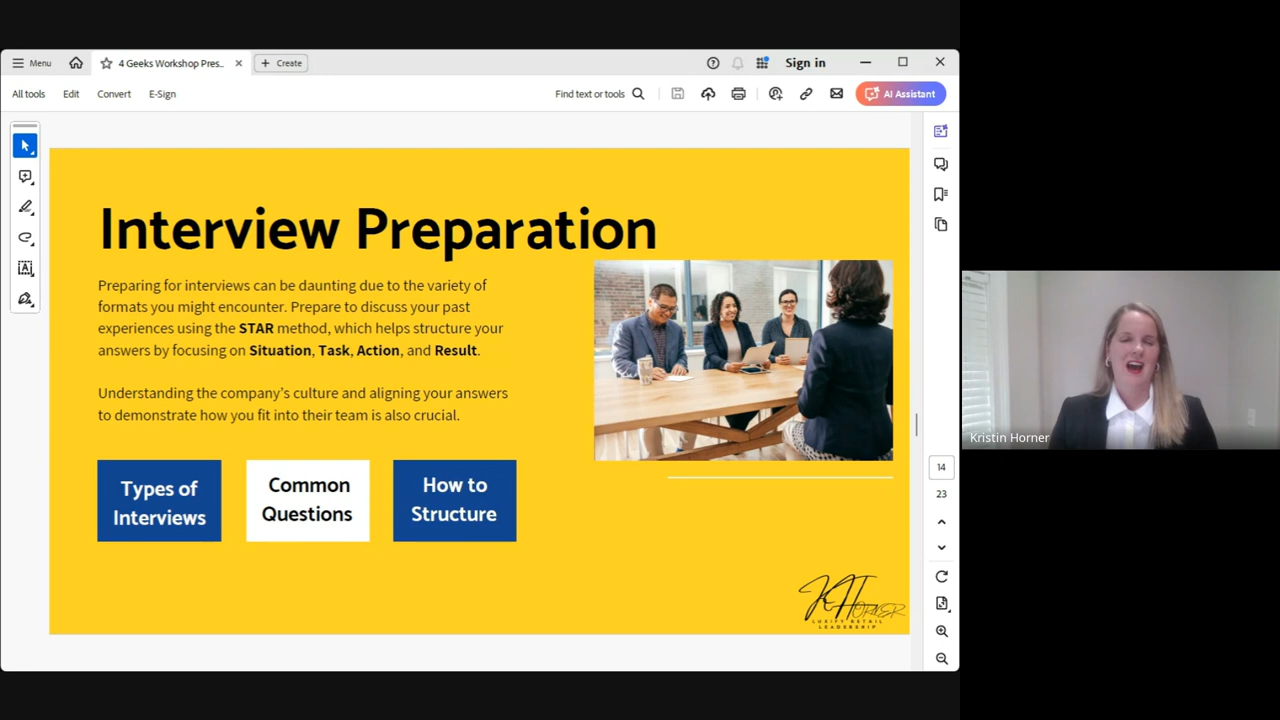 Menu
4 Geeks Workshop Pres..
Create
Sign in
All tools
Edit
Convert
E-Sign
Find text or tools
AI Assistant
Interview Preparation
Preparing for interviews can be daunting due to the variety of
formats you might encounter. Prepare to discuss your past
experiences using the STAR method, which helps structure your
answers by focusing on Situation, Task, Action, and Result.
Understanding the company's culture and aligning your answers
to demonstrate how you fit into their team is also crucial.
Types of
Interviews
Common
Questions
How to
Structure
KHorner
LUXIFY RETAIL
LEADERSHIP
14
23
Kristin Horner